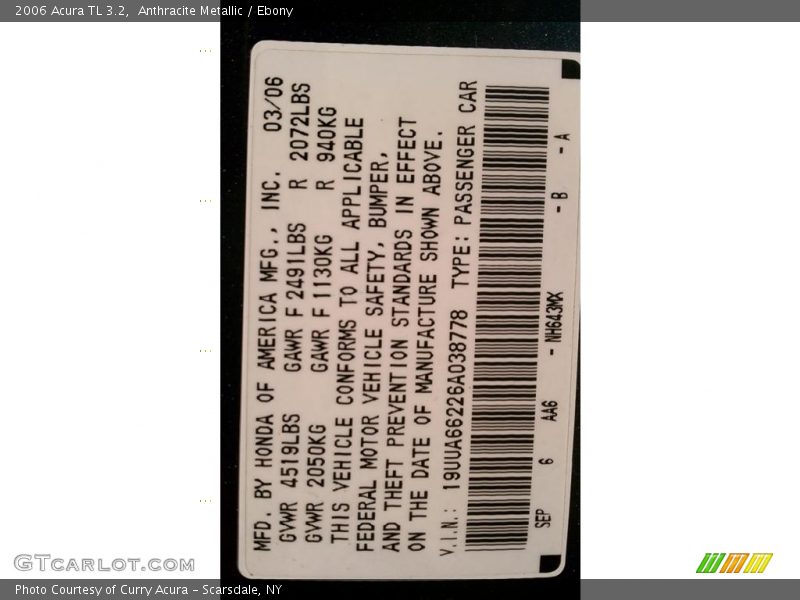 2006 Acura TL 3.2, Anthracite Metallic / Ebony
MFD. BY HONDA OF AMERICA MFG., INC. 03/06
GVWR 4519LBS GAWR F 2491LBS R 2072LBS
GVWR 2050KG GAWR F 1130KG R 940KG
THIS VEHICLE CONFORMS TO ALL APPLICABLE
FEDERAL MOTOR VEHICLE SAFETY, BUMPER,
AND THEFT PREVENTION STANDARDS IN EFFECT
ON THE DATE OF MANUFACTURE SHOWN ABOVE.
V.I.N.: 19UUA66226A038778 TYPE: PASSENGER CAR
SEP 6 AA6 - NH643MX - B - A
GTcarlot.com
Photo Courtesy of Curry Acura - Scarsdale, NY